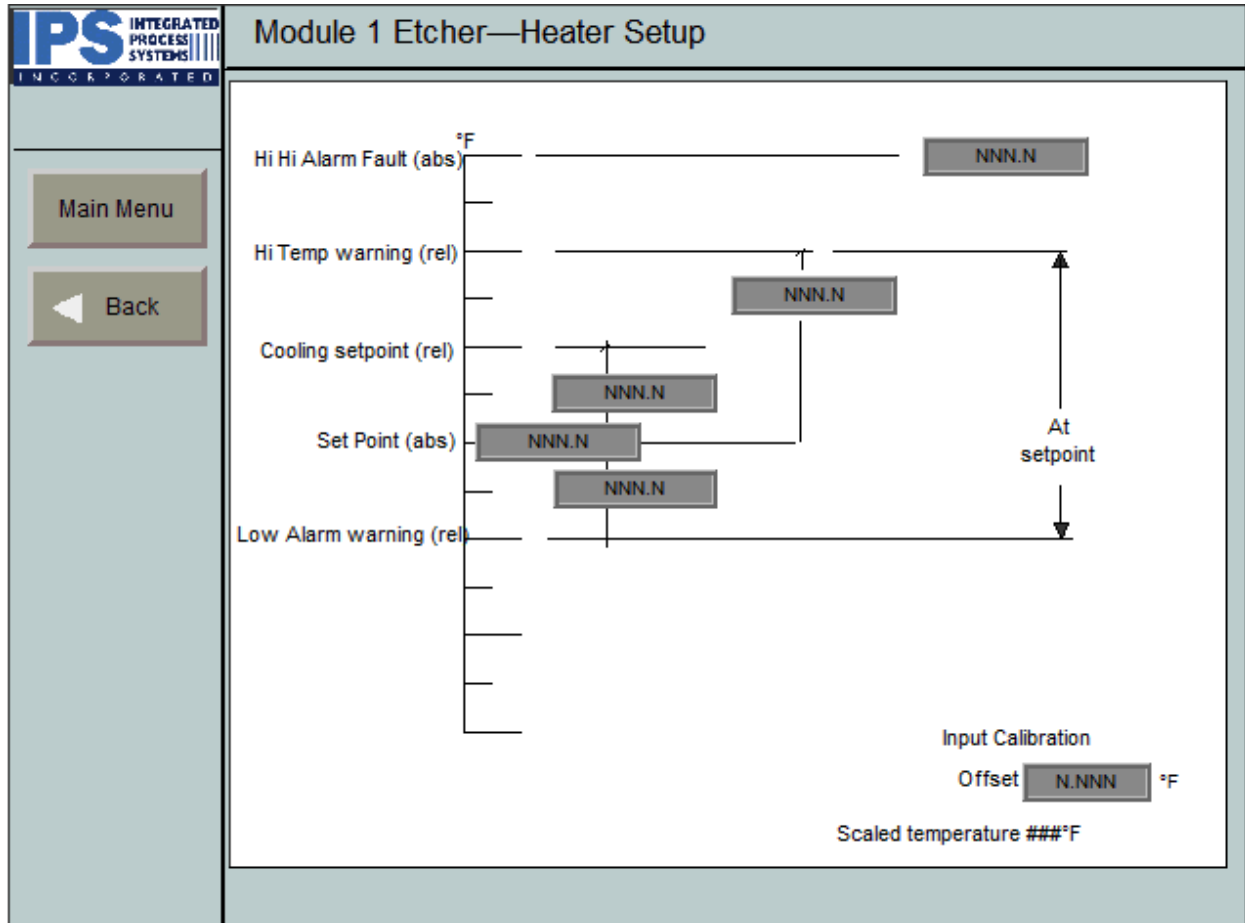 IPS INTEGRATED
PROCESS
SYSTEMS
INCORPORATED
Module 1 Etcher—Heater Setup
Main Menu
Back
°F
Hi Hi Alarm Fault (abs)
NNN.N
Hi Temp warning (rel)
NNN.N
Cooling setpoint (rel)
NNN.N
Set Point (abs)
NNN.N
At
setpoint
NNN.N
Low Alarm warning (rel)
Input Calibration
Offset N.NNN °F
Scaled temperature ###°F